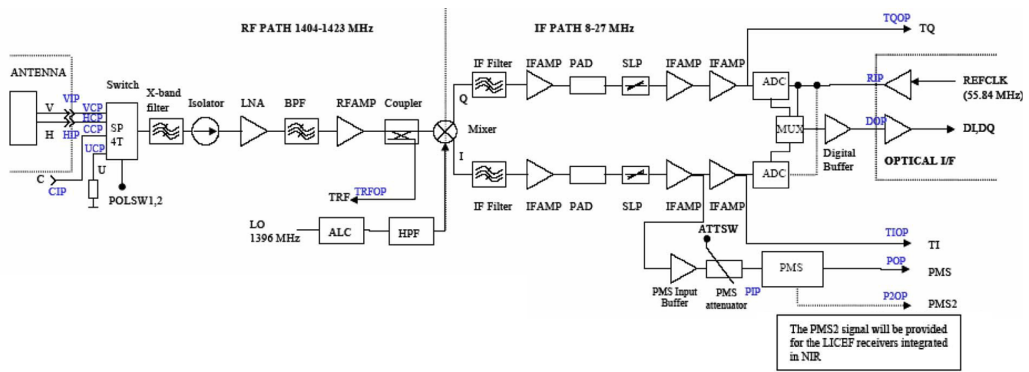 RF PATH 1404-1423 MHz
IF PATH 8-27 MHz
TQOP
TQ
ANTENNA
V
H
VIP
HIP
VCP
HCP
CCP
UCP
Switch
SP
4T
U
C
CIP
POLSW1,2
X-band
filter
Isolator
LNA
BPF
RFAMP
Coupler
TRF
TRFOP
LO
1396 MHz
ALC
HPF
Mixer
Q
I
IF Filter
IFAMP
PAD
SLP
IFAMP
IFAMP
ADC
MUX
ADC
Digital
Buffer
RIP
DOP
REFCLK
(55.84 MHz)
DI,DQ
OPTICAL I/F
IF Filter
IFAMP
PAD
SLP
IFAMP
IFAMP
TIOP
TI
ATTSW
PMS Input
Buffer
PMS
attenuator
PIP
PMS
POP
PMS
P2OP
PMS2
The PMS2 signal will be provided
for the LICEF receivers integrated
in NIR